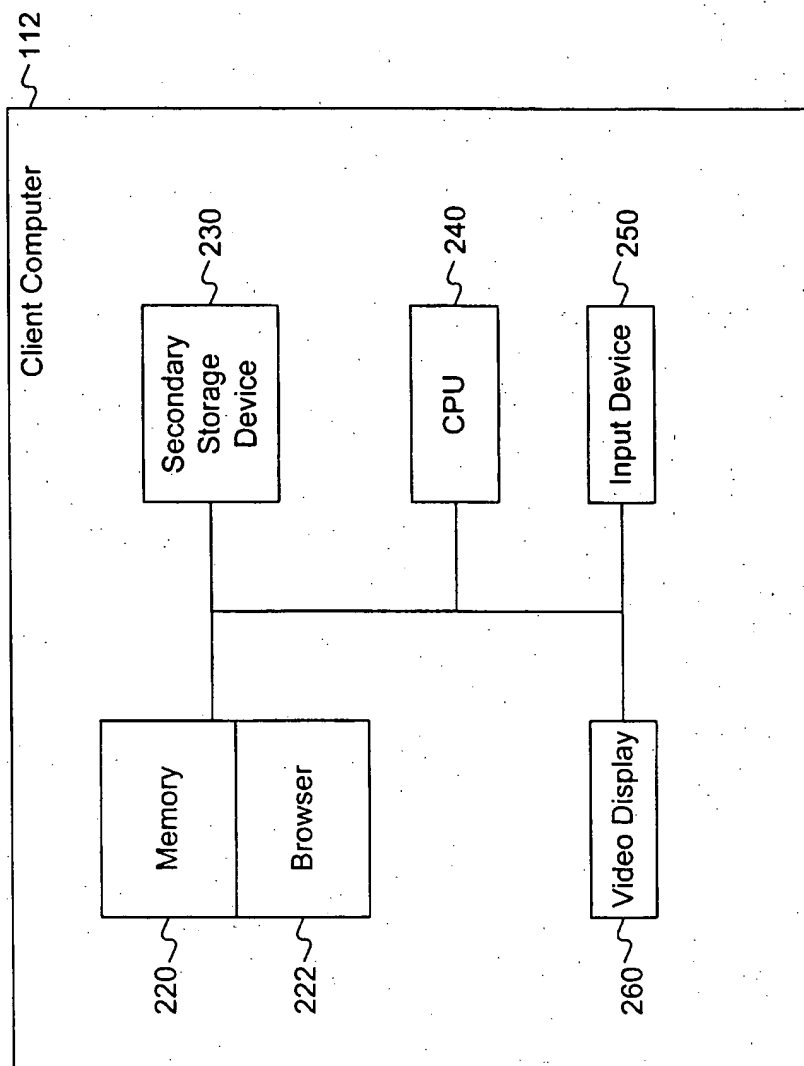 Client Computer
112
220
Memory
222
Browser
Secondary
Storage
Device
230
CPU
240
260
Video Display
Input Device
250